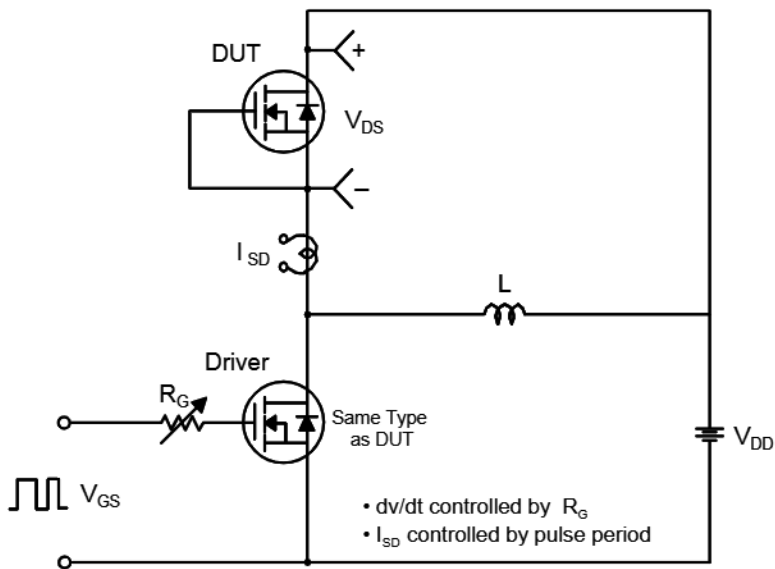 DUT
+
V_DS
−
I_SD
L
Driver
R_G
Same Type
as DUT
V_DD
V_GS
• dv/dt controlled by R_G
• I_SD controlled by pulse period